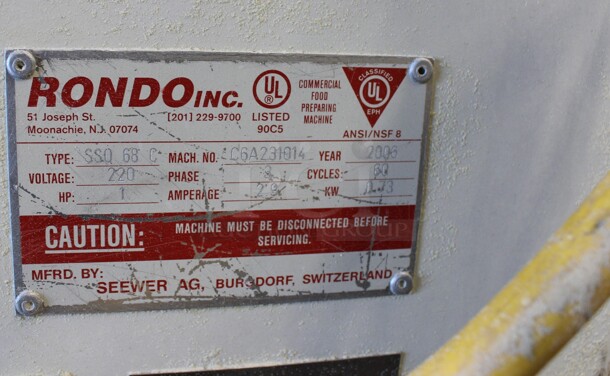 RONDO INC.
51 Joseph St. [201] 229-9700
Moonachie, N.J. 07074
UL
LISTED
90C5
COMMERCIAL
FOOD
PREPARING
MACHINE
CLASSIFIED
UL
EPH
ANSI/NSF 8
TYPE: SSO 68 C MACH. NO. C6A231014 YEAR 2006
VOLTAGE: 220 PHASE 3 CYCLES: 60
HP: 1 AMPERAGE KW
CAUTION: MACHINE MUST BE DISCONNECTED BEFORE
SERVICING.
MFRD. BY:
SEEWER AG, BURGDORF, SWITZERLAND